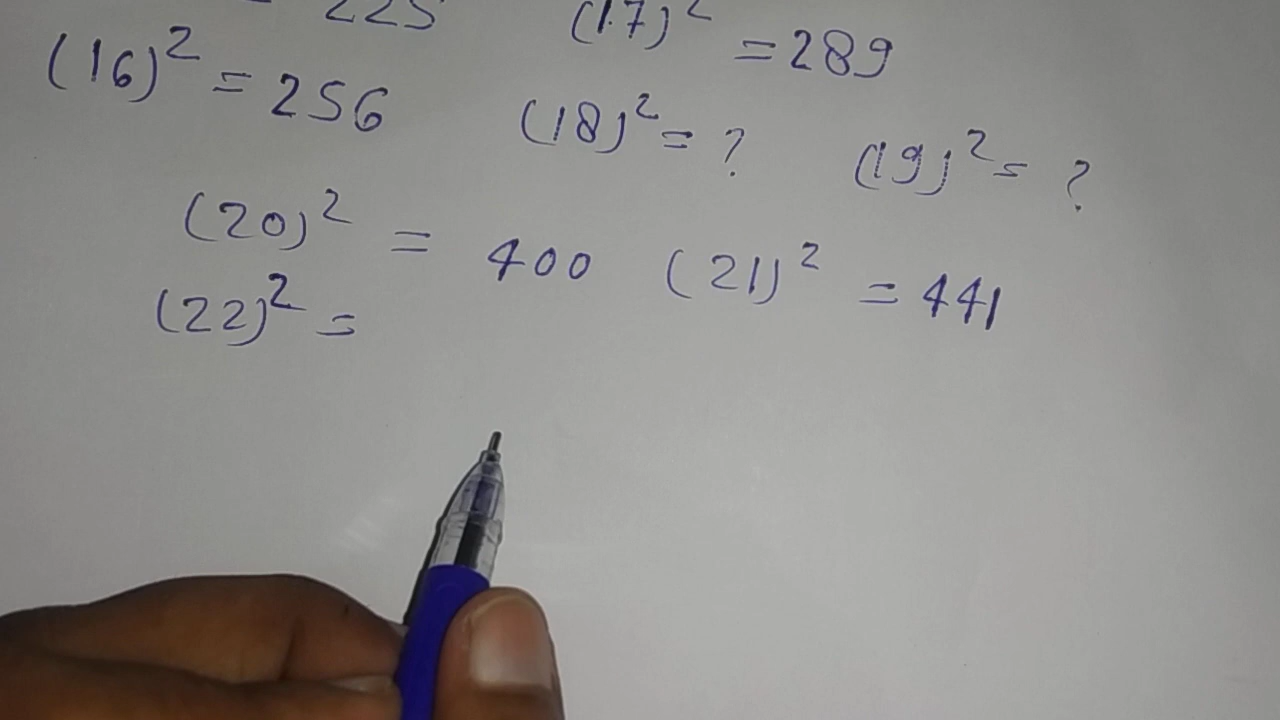 = 225 (17)² = 289
(16)² = 256
(18)² = ? (19)² = ?
(20)² = 400 (21)² = 441
(22)² =